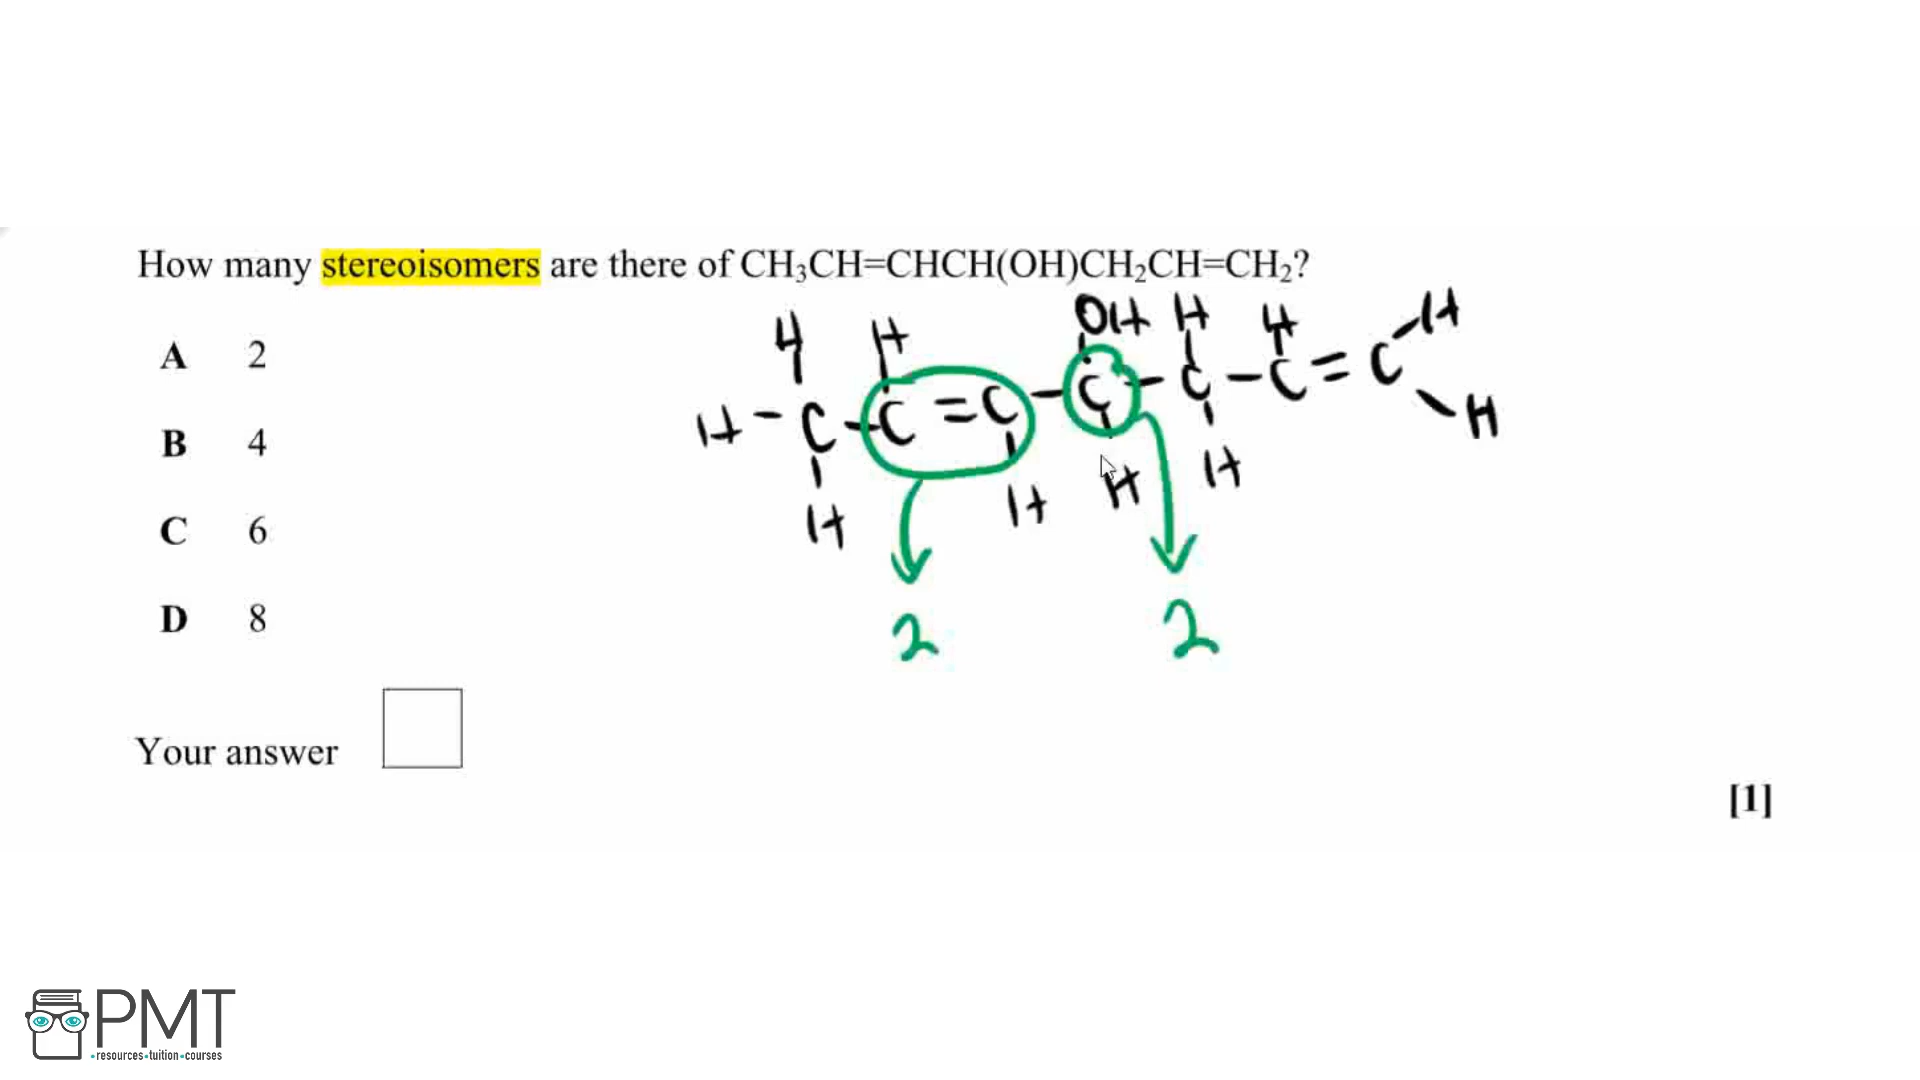 How many stereoisomers are there of CH₃CH=CHCH(OH)CH₂CH=CH₂?
A 2
B 4
C 6
D 8
H H OH H H H
H - C - C = C - C - C - C = C
H H H H H
2 2
Your answer
[1]
PMT
•resources•tuition•courses